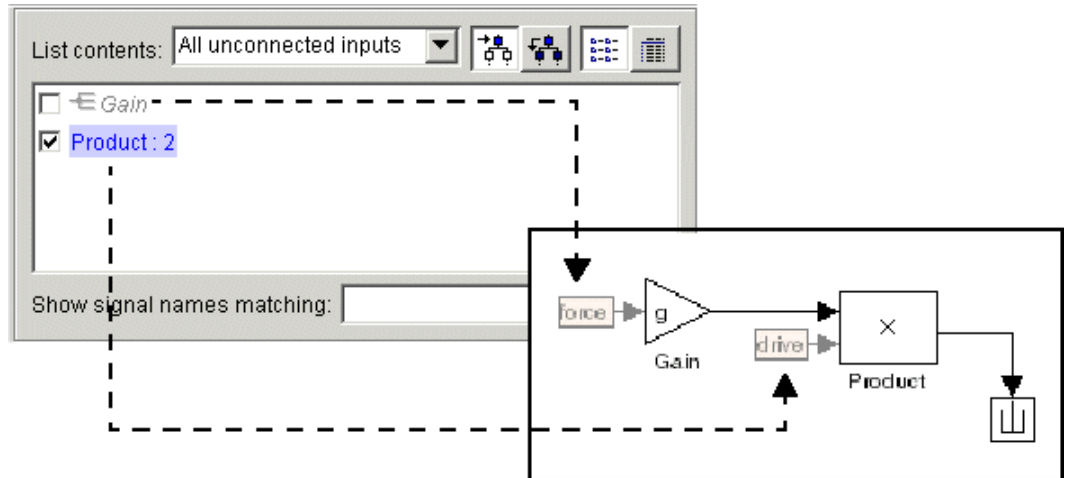 List contents: All unconnected inputs
Gain
Product : 2
Show signal names matching:
force
g
Gain
drive
×
Product